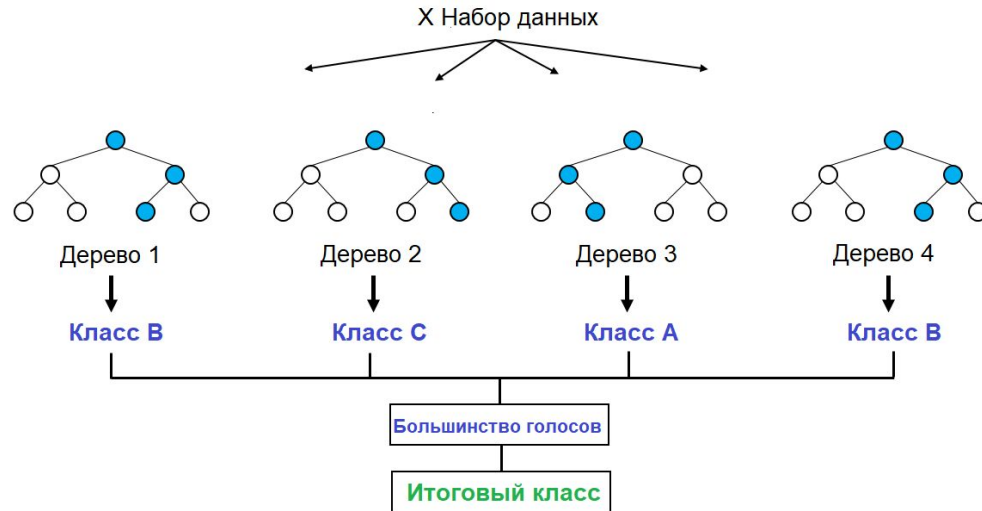 X Набор данных
Дерево 1
Дерево 2
Дерево 3
Дерево 4
Класс B
Класс C
Класс A
Класс B
Большинство голосов
Итоговый класс